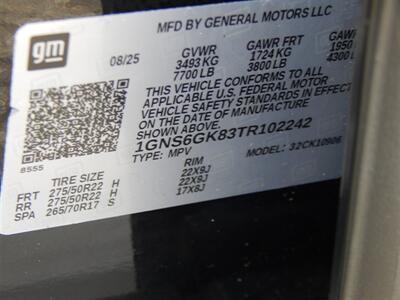 MFD BY GENERAL MOTORS LLC
gm
08/25
GVWR
3493 KG
7700 LB
GAWR FRT
1724 KG
3800 LB
GAW
1950
4300
THIS VEHICLE CONFORMS TO ALL
APPLICABLE U.S. FEDERAL MOTOR
VEHICLE SAFETY STANDARDS IN EFFECT
ON THE DATE OF MANUFACTURE
1GNS6GK83TR102242
TYPE: MPV
MODEL: 32CK10906
8555
TIRE SIZE
RIM
FRT 275/50R22 H 22X9J
RR 275/50R22 H 22X9J
SPA 265/70R17 S 17X8J